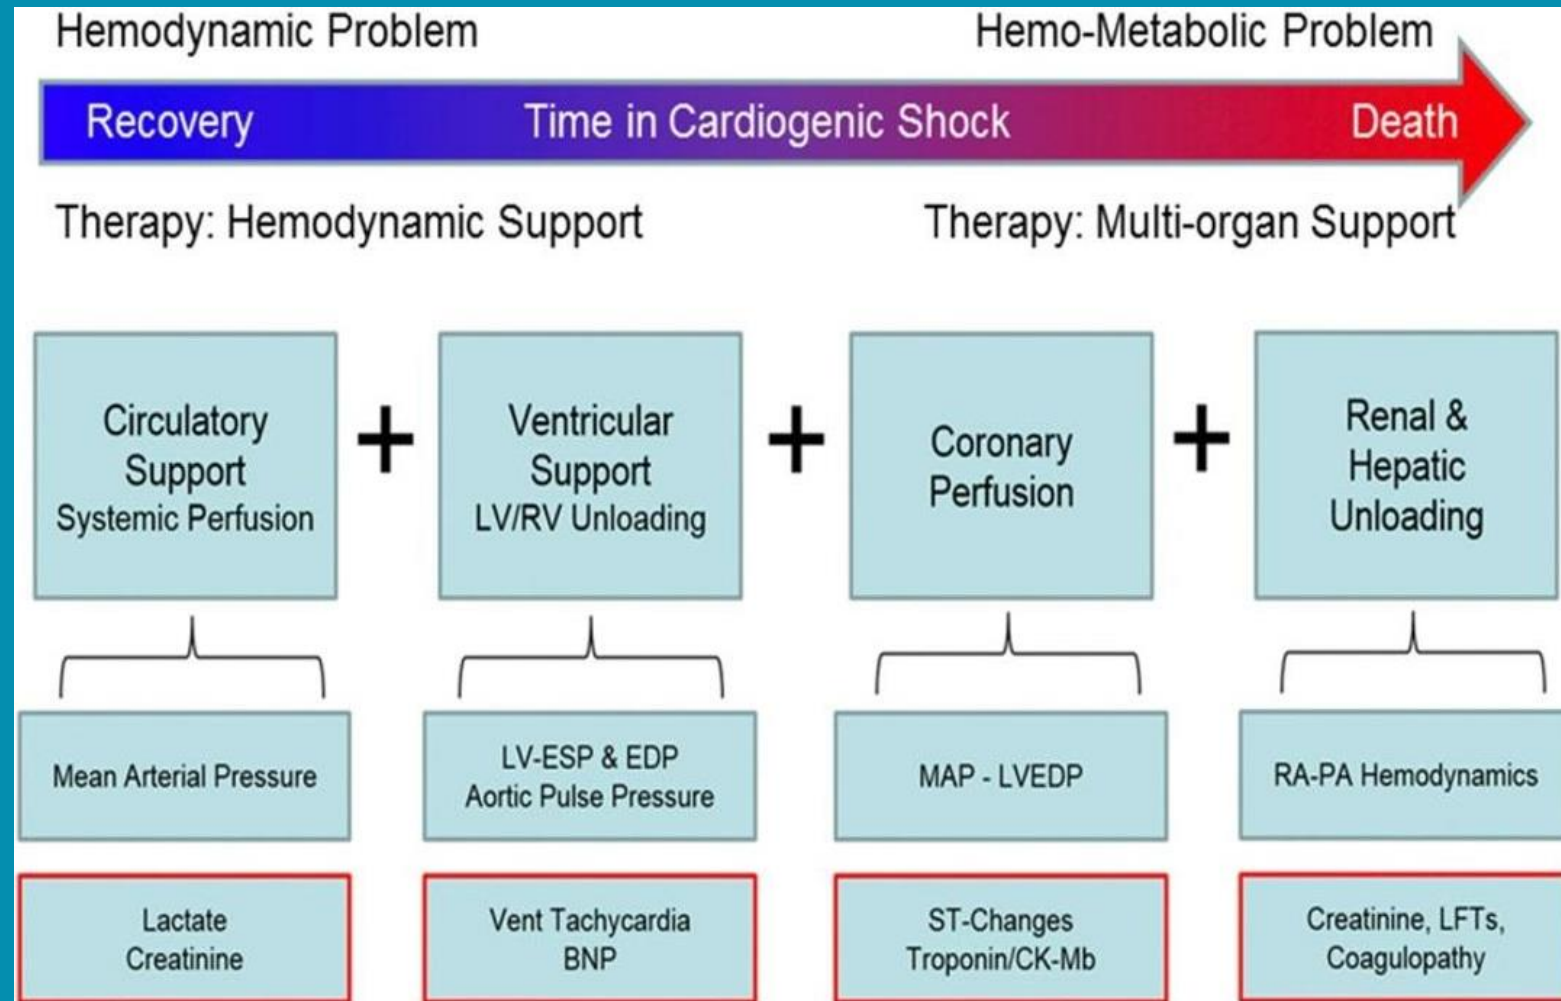 Hemodynamic Problem
Hemo-Metabolic Problem
Recovery
Time in Cardiogenic Shock
Death
Therapy: Hemodynamic Support
Therapy: Multi-organ Support
Circulatory
Support
Systemic Perfusion
+
Ventricular
Support
LV/RV Unloading
+
Coronary
Perfusion
+
Renal &
Hepatic
Unloading
Mean Arterial Pressure
LV-ESP & EDP
Aortic Pulse Pressure
MAP - LVEDP
RA-PA Hemodynamics
Lactate
Creatinine
Vent Tachycardia
BNP
ST-Changes
Troponin/CK-Mb
Creatinine, LFTs,
Coagulopathy